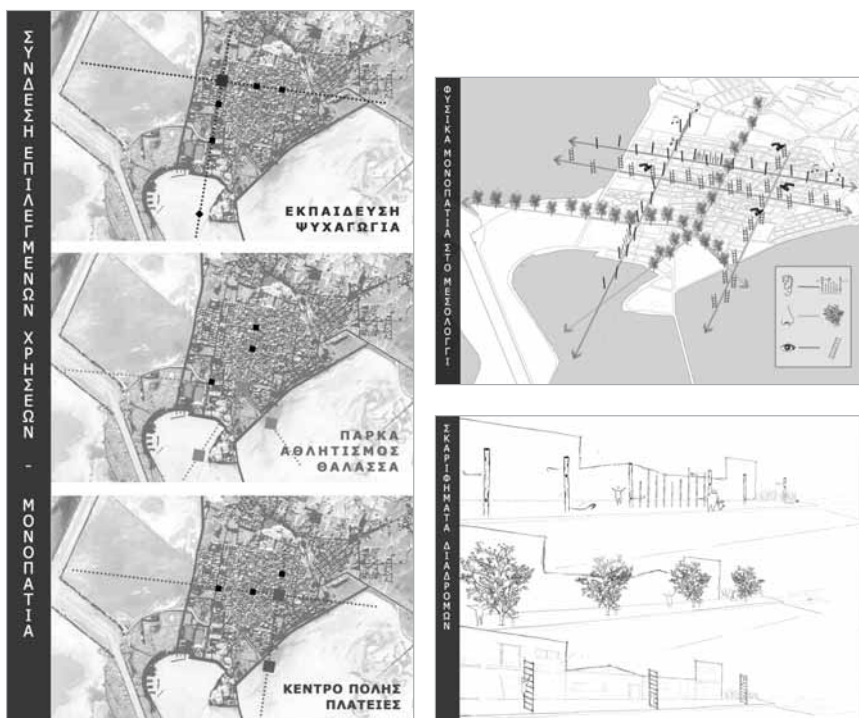 ΣΥΝΔΕΣΗ ΕΠΙΛΕΓΜΕΝΩΝ ΧΡΗΣΕΩΝ - ΜΟΝΟΠΑΤΙΑ
ΕΚΠΑΙΔΕΥΣΗ
ΨΥΧΑΓΩΓΙΑ
ΠΑΡΚΑ
ΑΘΛΗΤΙΣΜΟΣ
ΘΑΛΑΣΣΑ
ΚΕΝΤΡΟ ΠΟΛΗΣ
ΠΛΑΤΕΙΕΣ
ΦΥΣΙΚΑ ΜΟΝΟΠΑΤΙΑ ΣΤΟ ΜΕΣΟΛΟΓΓΙ
ΣΚΑΡΙΦΗΜΑΤΑ ΔΙΑΔΡΟΜΩΝ